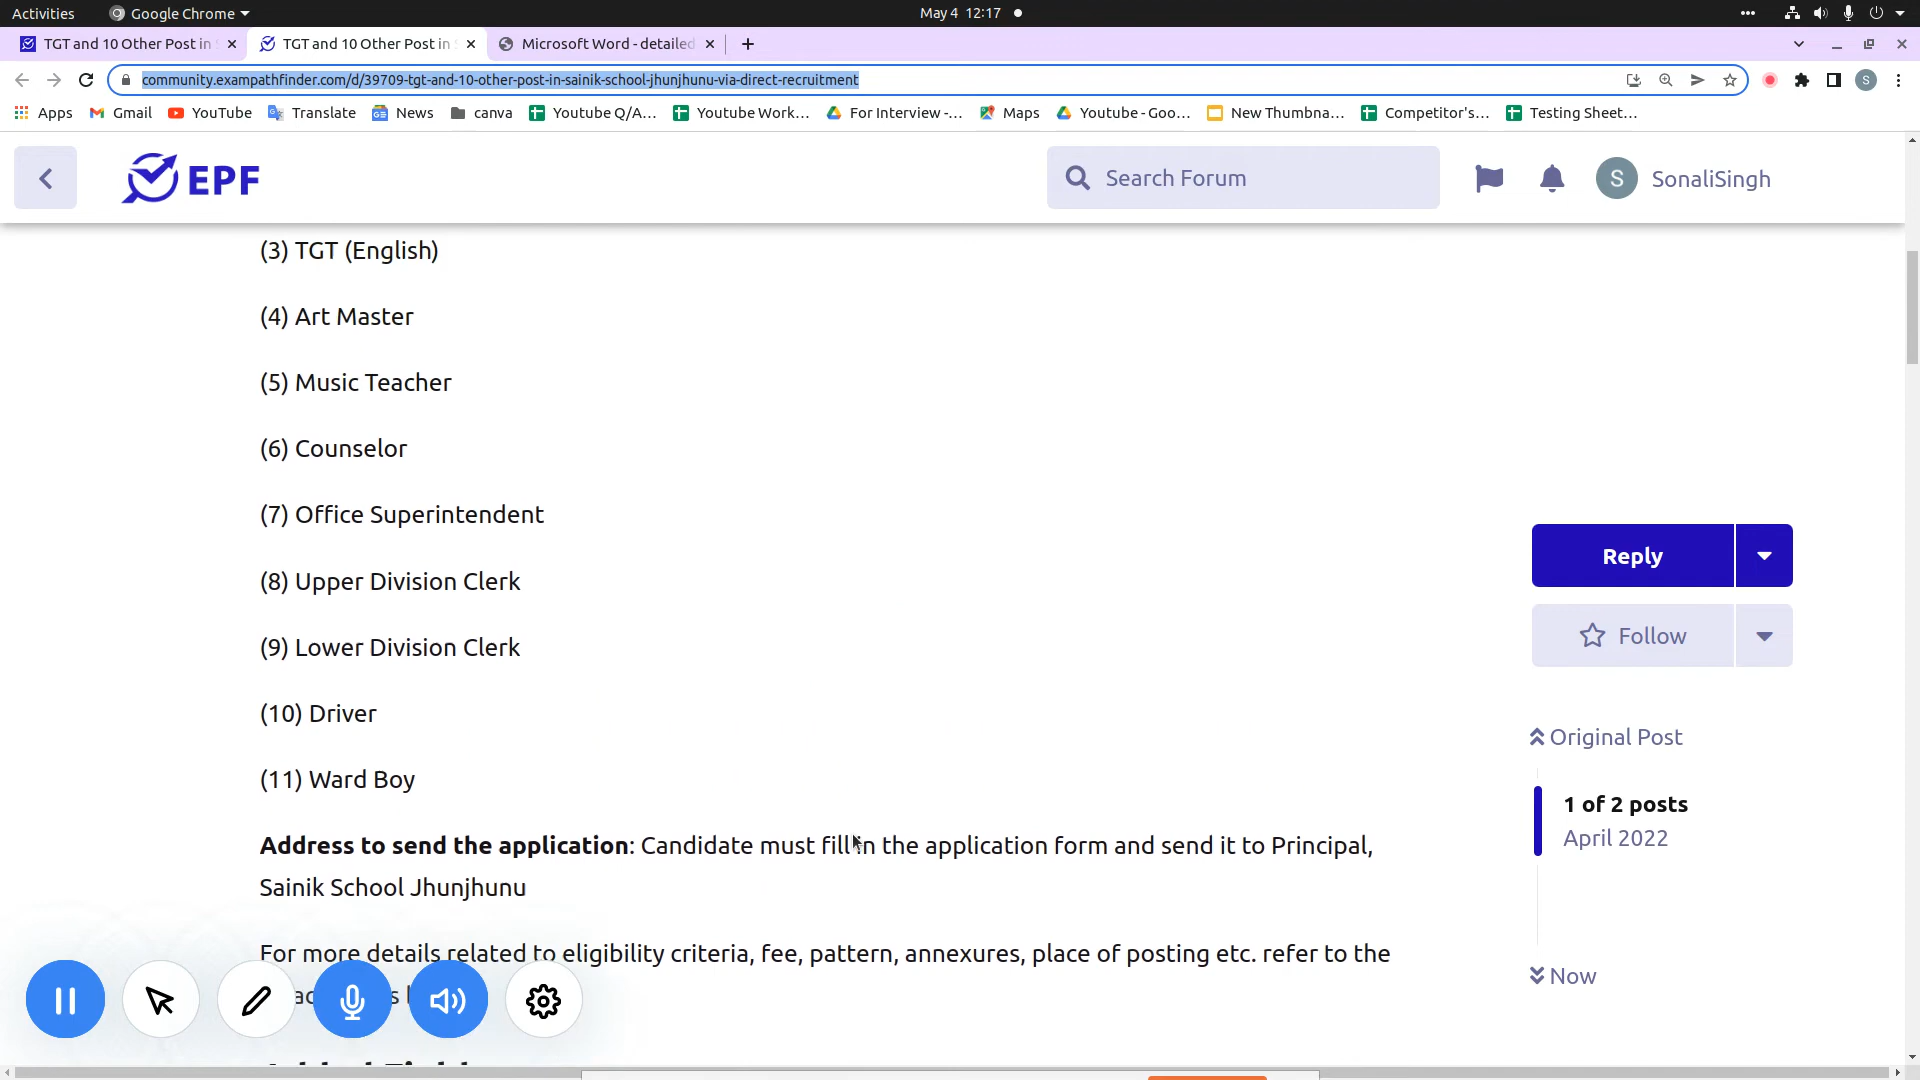 Activities
Google Chrome
May 4 12:17
TGT and 10 Other Post in
TGT and 10 Other Post in
Microsoft Word - detailed
community.exampathfinder.com/d/39709-tgt-and-10-other-post-in-sainik-school-jhunjhunu-via-direct-recruitment
S
Apps
Gmail
YouTube
Translate
News
canva
Youtube Q/A...
Youtube Work...
For Interview -...
Maps
Youtube - Goo...
New Thumbna...
Competitor's...
Testing Sheet...
EPF
Search Forum
S
SonaliSingh
(3) TGT (English)
(4) Art Master
(5) Music Teacher
(6) Counselor
(7) Office Superintendent
(8) Upper Division Clerk
(9) Lower Division Clerk
(10) Driver
(11) Ward Boy
Address to send the application: Candidate must fill in the application form and send it to Principal,
Sainik School Jhunjhunu
For more details related to eligibility criteria, fee, pattern, annexures, place of posting etc. refer to the
Reply
Follow
Original Post
1 of 2 posts
April 2022
Now